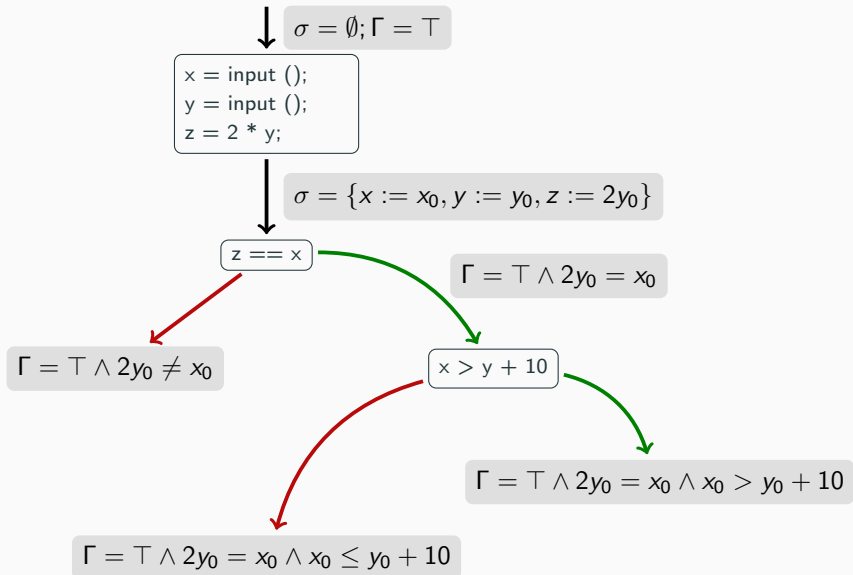 σ = ∅; Γ = ⊤
x = input ();
y = input ();
z = 2 * y;
σ = {x := x₀, y := y₀, z := 2y₀}
z == x
Γ = ⊤ ∧ 2y₀ = x₀
Γ = ⊤ ∧ 2y₀ ≠ x₀
x > y + 10
Γ = ⊤ ∧ 2y₀ = x₀ ∧ x₀ > y₀ + 10
Γ = ⊤ ∧ 2y₀ = x₀ ∧ x₀ ≤ y₀ + 10